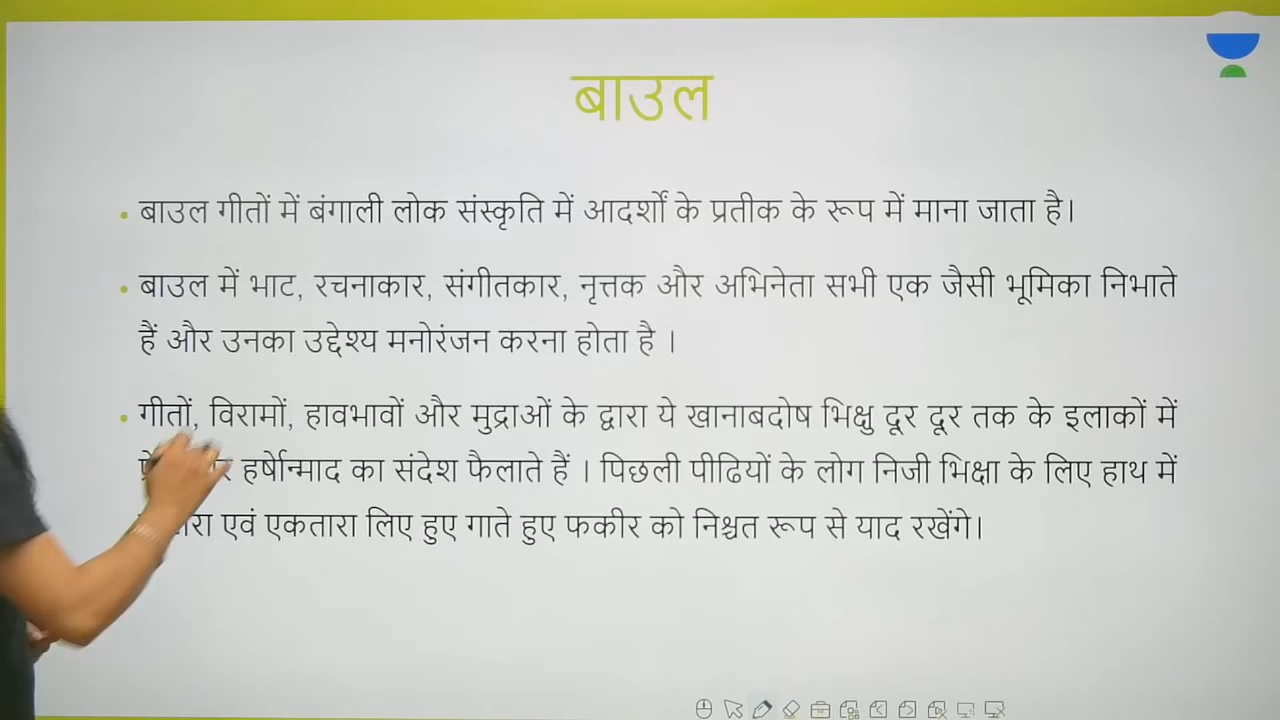 बाउल
• बाउल गीतों में बंगाली लोक संस्कृति में आदर्शों के प्रतीक के रूप में माना जाता है।
• बाउल में भाट, रचनाकार, संगीतकार, नृत्तक और अभिनेता सभी एक जैसी भूमिका निभाते
हैं और उनका उद्देश्य मनोरंजन करना होता है ।
• गीतों, विरामों, हावभावों और मुद्राओं के द्वारा ये खानाबदोष भिक्षु दूर दूर तक के इलाकों में
हर्षोन्माद का संदेश फैलाते हैं । पिछली पीढियों के लोग निजी भिक्षा के लिए हाथ में
एवं एकतारा लिए हुए गाते हुए फकीर को निश्चत रूप से याद रखेंगे।